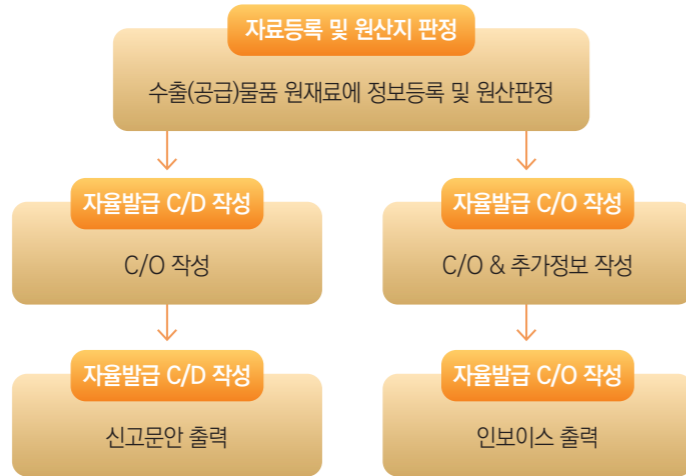 자료등록 및 원산지 판정
수출(공급)물품 원재료에 정보등록 및 원산판정
자율발급 C/D 작성
자율발급 C/O 작성
C/O 작성
C/O & 추가정보 작성
자율발급 C/D 작성
자율발급 C/O 작성
신고문안 출력
인보이스 출력